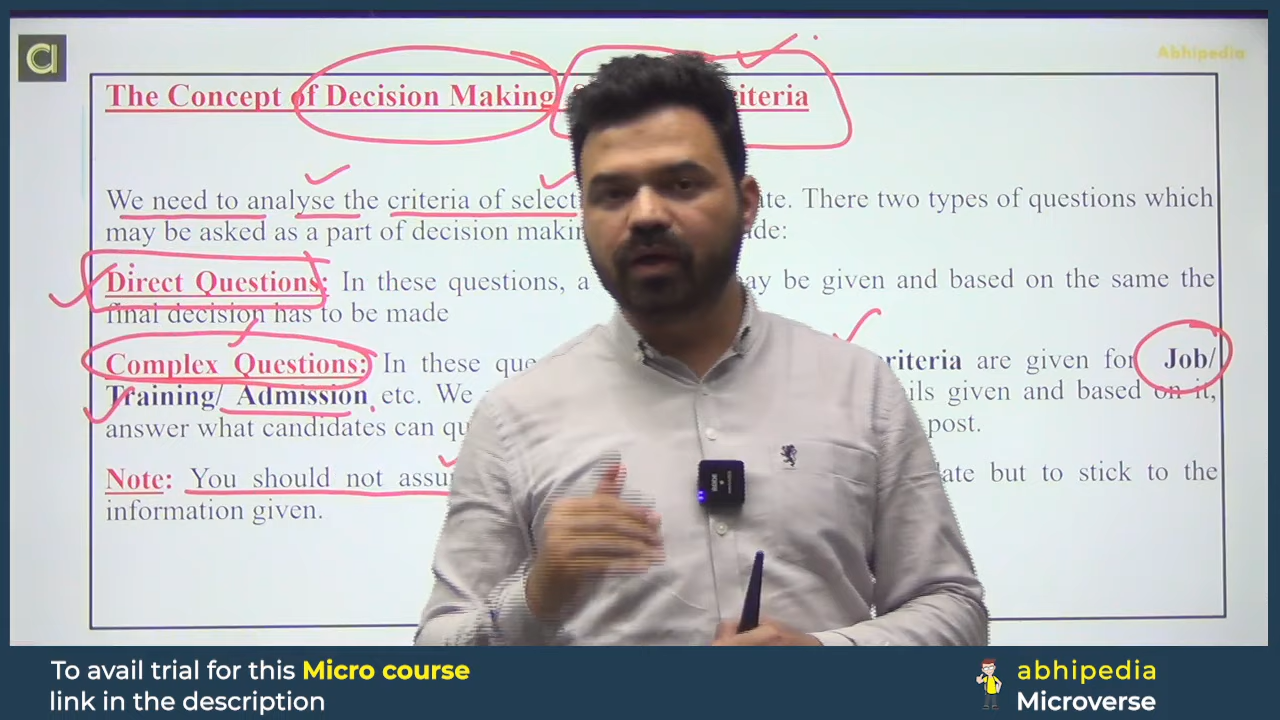 Abhipedia
The Concept of Decision Making iteria
We need to analyse the criteria of select ate. There two types of questions which
may be asked as a part of decision makin de:
Direct Questions: In these questions, a ay be given and based on the same the
final decision has to be made
Complex Questions: In these que riteria are given for Job/
Training/ Admission etc. We ils given and based on it,
answer what candidates can qu post.
Note: You should not assu ate but to stick to the
information given.
To avail trial for this Micro course
link in the description
abhipedia
Microverse